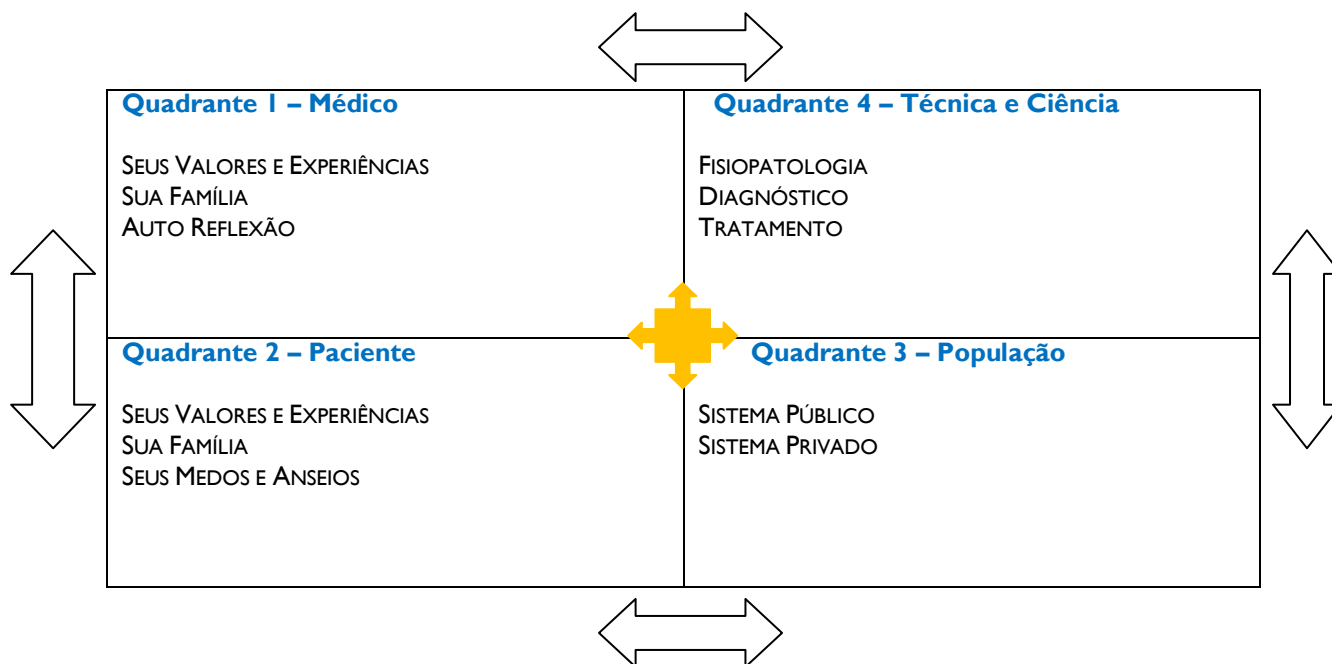 Quadrante 1 – Médico
SEUS VALORES E EXPERIÊNCIAS
SUA FAMÍLIA
AUTO REFLEXÃO
Quadrante 4 – Técnica e Ciência
FISIOPATOLOGIA
DIAGNÓSTICO
TRATAMENTO
Quadrante 2 – Paciente
SEUS VALORES E EXPERIÊNCIAS
SUA FAMÍLIA
SEUS MEDOS E ANSEIOS
Quadrante 3 – População
SISTEMA PÚBLICO
SISTEMA PRIVADO